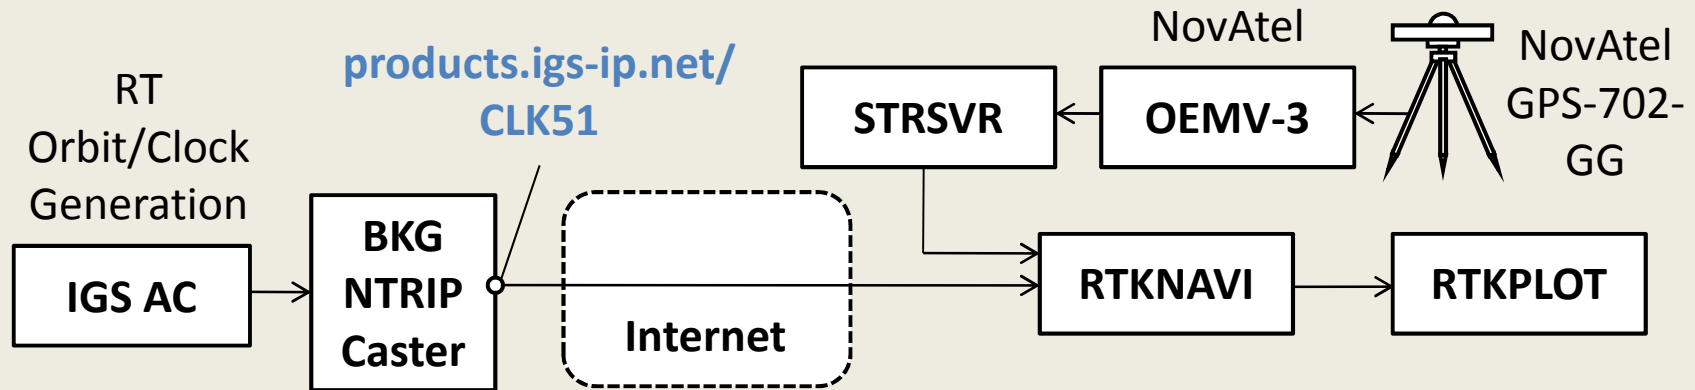 RT
Orbit/Clock
Generation
IGS AC
BKG
NTRIP
Caster
products.igs-ip.net/
CLK51
Internet
STRSVR
NovAtel
OEMV-3
NovAtel
GPS-702-
GG
RTKNAVI
RTKPLOT